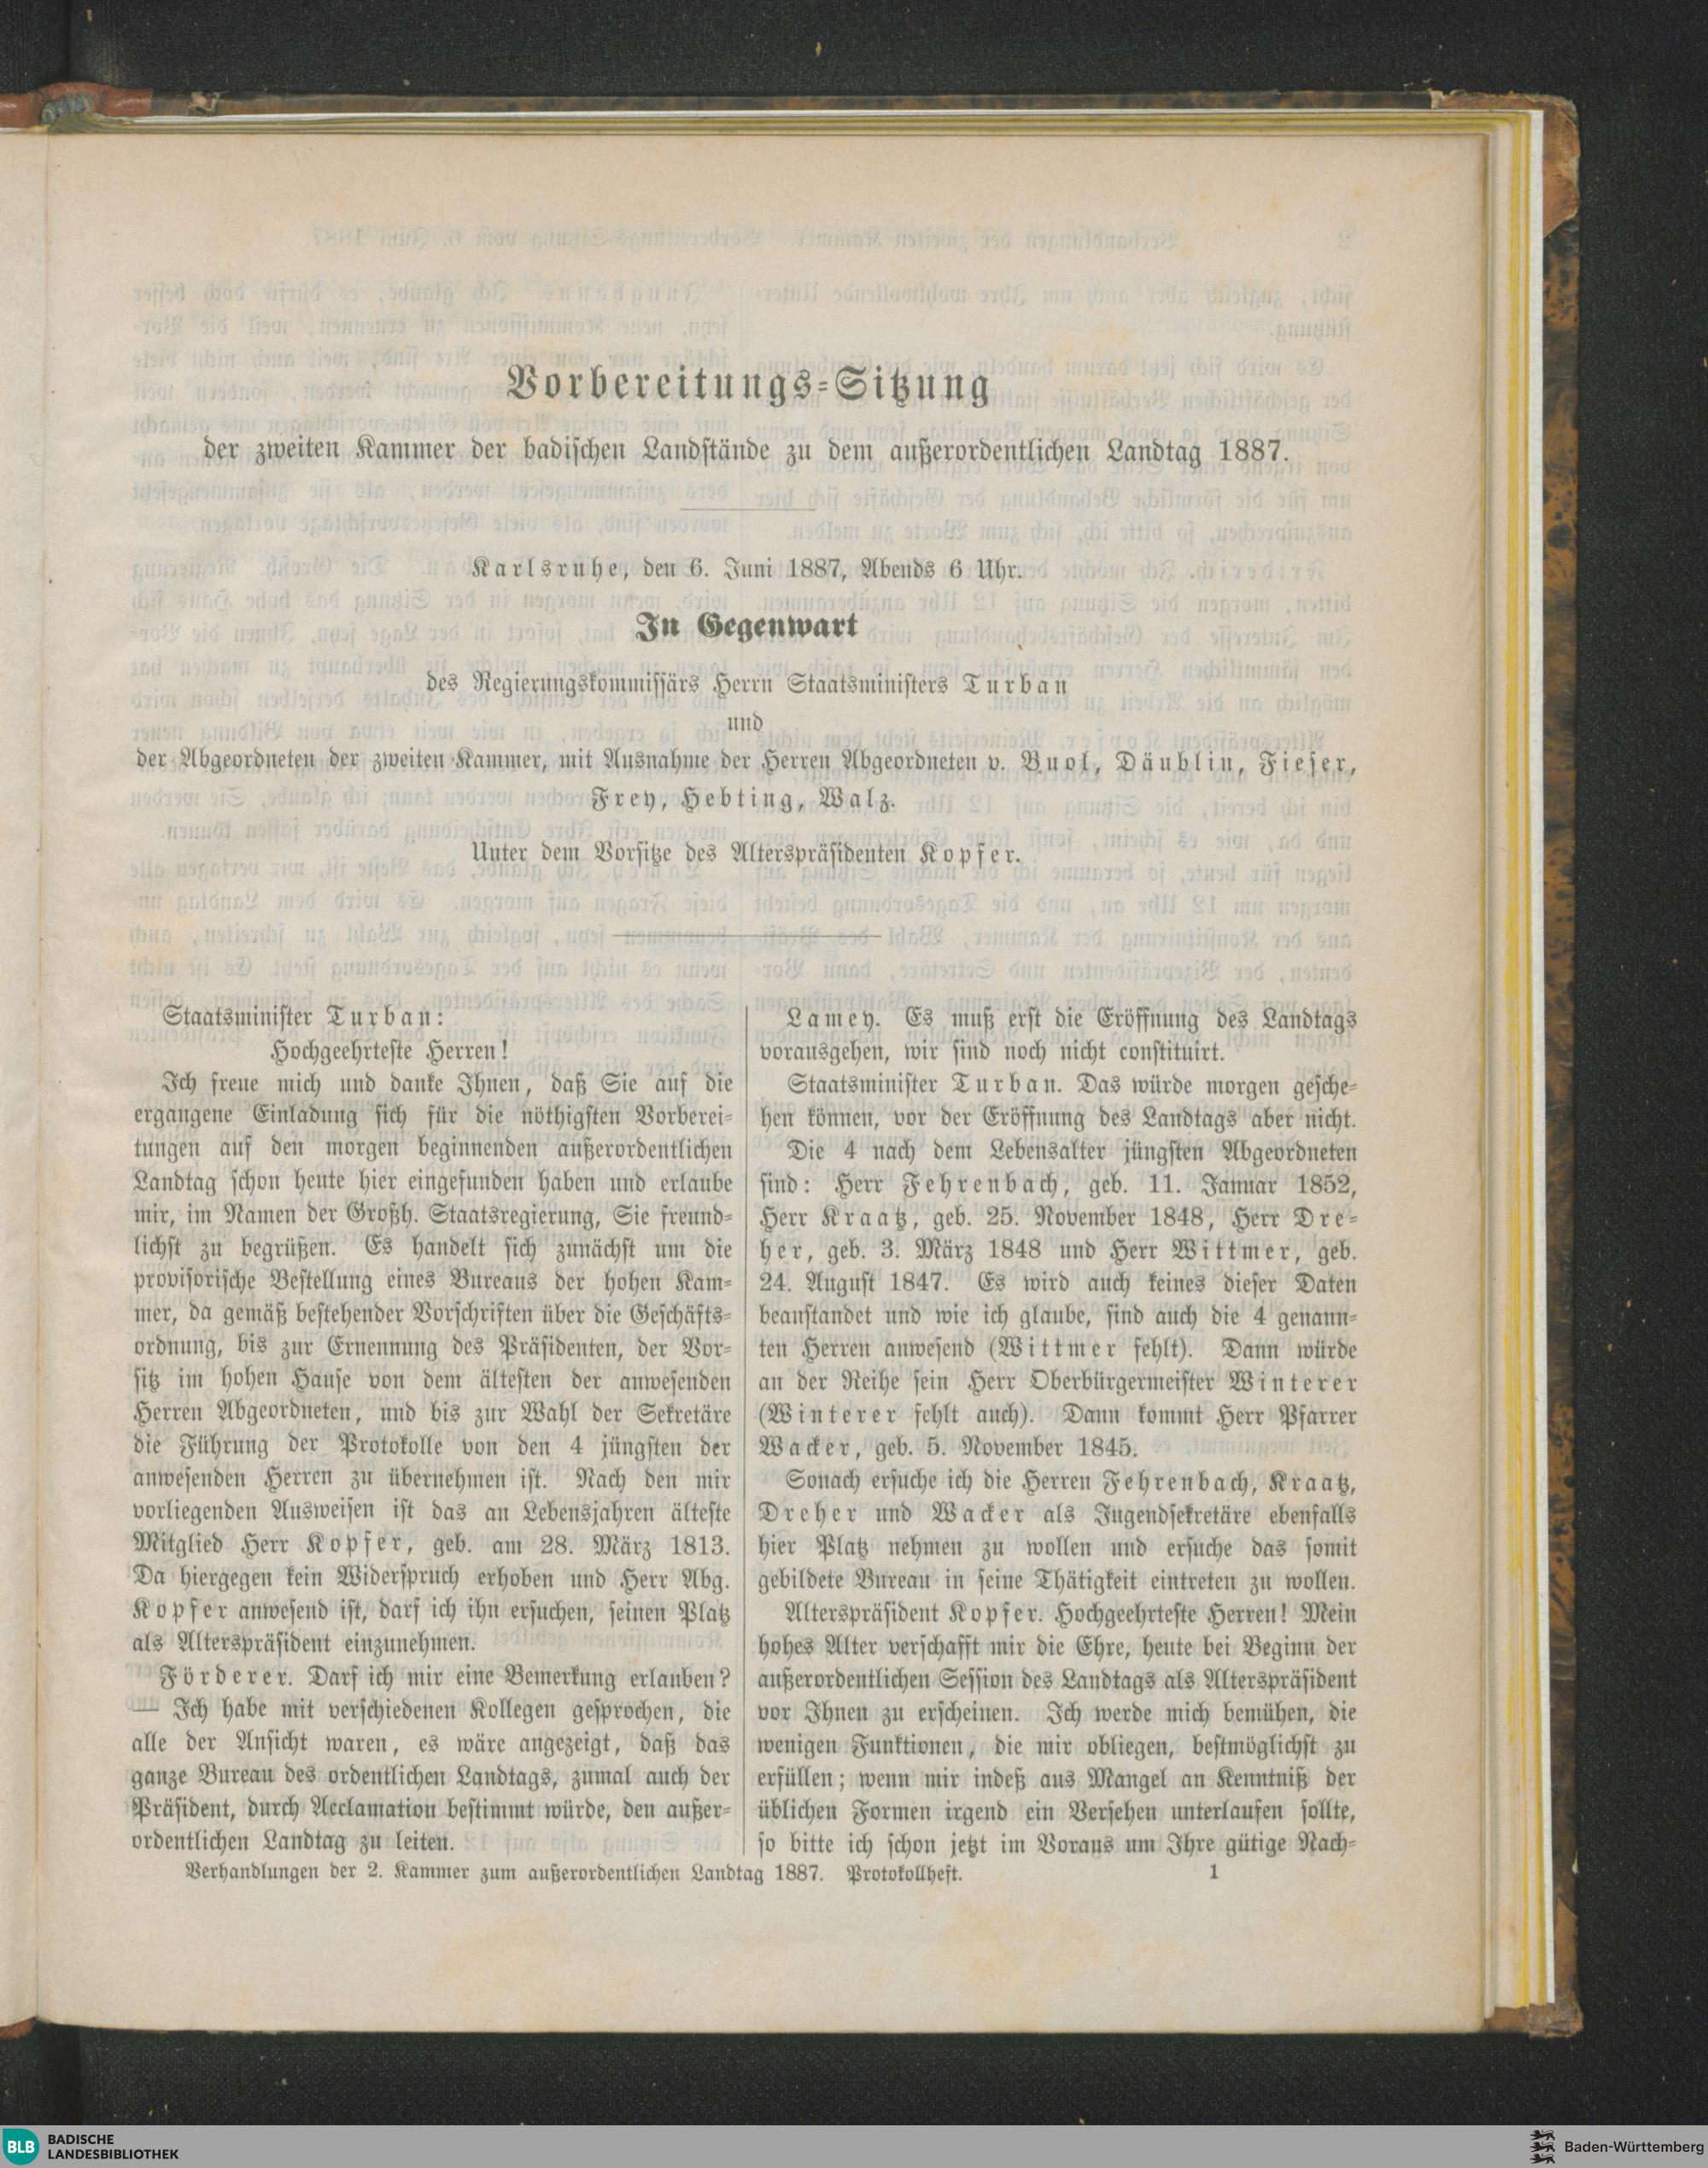 Vorbereitungs-Sitzung
der zweiten Kammer der badischen Landstände zu dem außerordentlichen Landtag 1887.
Karlsruhe, den 6. Juni 1887, Abends 6 Uhr.
In Gegenwart
des Regierungskommissärs Herrn Staatsministers Turban
und
der Abgeordneten der zweiten Kammer, mit Ausnahme der Herren Abgeordneten v. Buol, Däublin, Fieser,
Frey, Hebting, Walz.
Unter dem Vorsitze des Alterspräsidenten Kopfer.
Staatsminister Turban:
Hochgeehrteste Herren!
Ich freue mich und danke Ihnen, daß Sie auf die
ergangene Einladung sich für die nöthigsten Vorberei-
tungen auf den morgen beginnenden außerordentlichen
Landtag schon heute hier eingefunden haben und erlaube
mir, im Namen der Großh. Staatsregierung, Sie freund-
lichst zu begrüßen. Es handelt sich zunächst um die
provisorische Bestellung eines Bureaus der hohen Kam-
mer, da gemäß bestehender Vorschriften über die Geschäfts-
ordnung, bis zur Ernennung des Präsidenten, der Vor-
sitz im hohen Hause von dem ältesten der anwesenden
Herren Abgeordneten, und bis zur Wahl der Sekretäre
die Führung der Protokolle von den 4 jüngsten der
anwesenden Herren zu übernehmen ist. Nach den mir
vorliegenden Ausweisen ist das an Lebensjahren älteste
Mitglied Herr Kopfer, geb. am 28. März 1813.
Da hiergegen kein Widerspruch erhoben und Herr Abg.
Kopfer anwesend ist, darf ich ihn ersuchen, seinen Platz
als Alterspräsident einzunehmen.
Förderer. Darf ich mir eine Bemerkung erlauben?
— Ich habe mit verschiedenen Kollegen gesprochen, die
alle der Ansicht waren, es wäre angezeigt, daß das
ganze Bureau des ordentlichen Landtags, zumal auch der
Präsident, durch Acclamation bestimmt würde, den außer-
ordentlichen Landtag zu leiten.
Lamey. Es muß erst die Eröffnung des Landtags
vorausgehen, wir sind noch nicht constituirt.
Staatsminister Turban. Das würde morgen gesche-
hen können, vor der Eröffnung des Landtags aber nicht.
Die 4 nach dem Lebensalter jüngsten Abgeordneten
sind: Herr Fehrenbach, geb. 11. Januar 1852,
Herr Kraatz, geb. 25. November 1848, Herr Dre-
her, geb. 3. März 1848 und Herr Wittmer, geb.
24. August 1847. Es wird auch keines dieser Daten
beanstandet und wie ich glaube, sind auch die 4 genann-
ten Herren anwesend (Wittmer fehlt). Dann würde
an der Reihe sein Herr Oberbürgermeister Winterer
(Winterer fehlt auch). Dann kommt Herr Pfarrer
Wacker, geb. 5. November 1845.
Sonach ersuche ich die Herren Fehrenbach, Kraatz,
Dreher und Wacker als Jugendsekretäre ebenfalls
hier Platz nehmen zu wollen und ersuche das somit
gebildete Bureau in seine Thätigkeit eintreten zu wollen.
Alterspräsident Kopfer. Hochgeehrteste Herren! Mein
hohes Alter verschafft mir die Ehre, heute bei Beginn der
außerordentlichen Session des Landtags als Alterspräsident
vor Ihnen zu erscheinen. Ich werde mich bemühen, die
wenigen Funktionen, die mir obliegen, bestmöglichst zu
erfüllen; wenn mir indeß aus Mangel an Kenntniß der
üblichen Formen irgend ein Versehen unterlaufen sollte,
so bitte ich schon jetzt im Voraus um Ihre gütige Nach-
Verhandlungen der 2. Kammer zum außerordentlichen Landtag 1887. Protokollheft. 1
BLB BADISCHE
LANDESBIBLIOTHEK
Baden-Württemberg